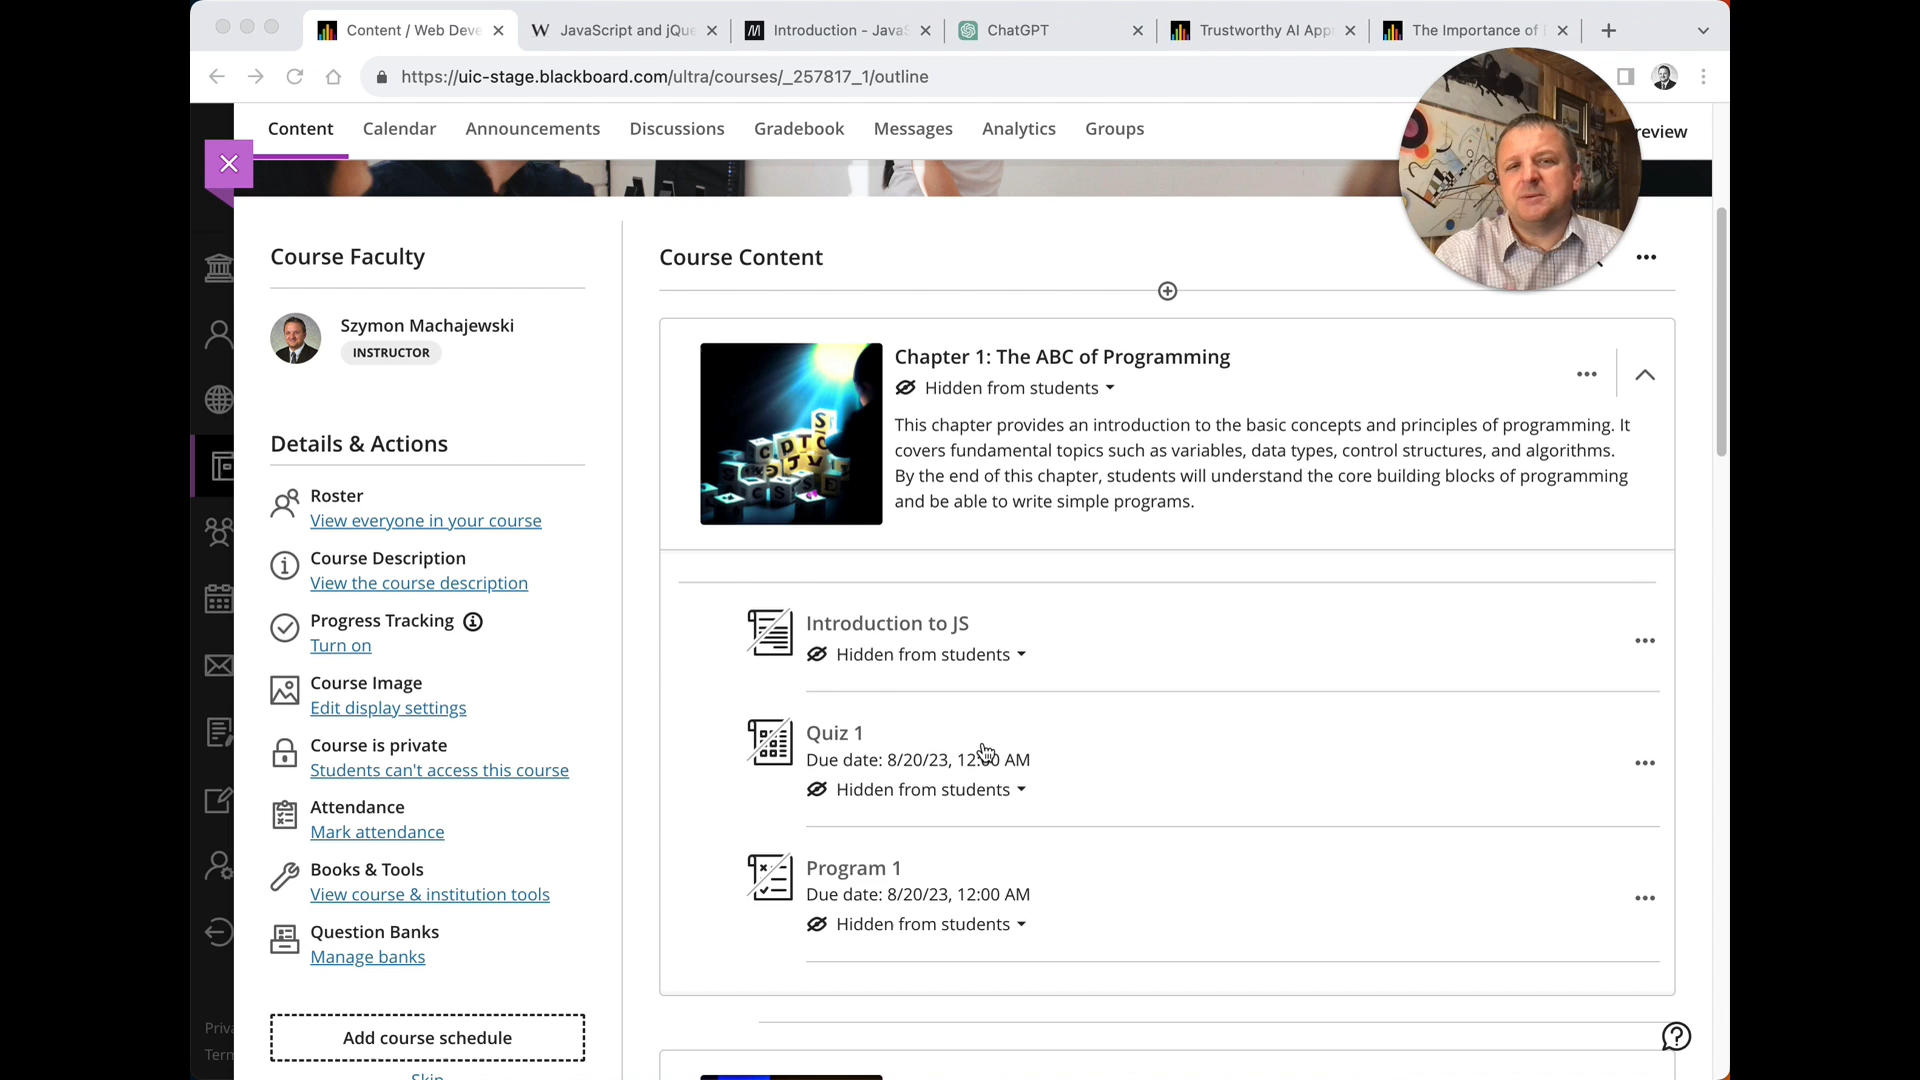 Content / Web Deve
JavaScript and jQue
Introduction - JavaS
ChatGPT
Trustworthy AI App
The Importance of
https://uic-stage.blackboard.com/ultra/courses/_257817_1/outline
Content
Calendar
Announcements
Discussions
Gradebook
Messages
Analytics
Groups
review
Course Faculty
Szymon Machajewski
INSTRUCTOR
Details & Actions
Roster
View everyone in your course
Course Description
View the course description
Progress Tracking
Turn on
Course Image
Edit display settings
Course is private
Students can't access this course
Attendance
Mark attendance
Books & Tools
View course & institution tools
Question Banks
Manage banks
Add course schedule
Skip
Priva
Term
Course Content
Chapter 1: The ABC of Programming
Hidden from students
This chapter provides an introduction to the basic concepts and principles of programming. It
covers fundamental topics such as variables, data types, control structures, and algorithms.
By the end of this chapter, students will understand the core building blocks of programming
and be able to write simple programs.
Introduction to JS
Hidden from students
Quiz 1
Due date: 8/20/23, 12:00 AM
Hidden from students
Program 1
Due date: 8/20/23, 12:00 AM
Hidden from students